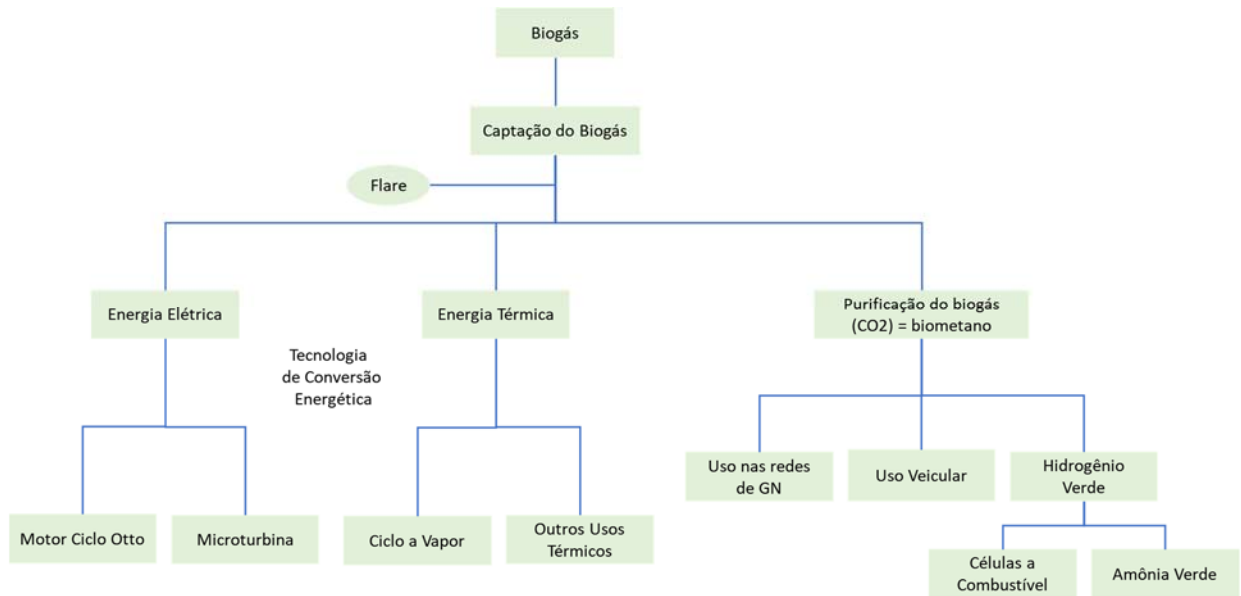 Biogás
Captação do Biogás
Flare
Energia Elétrica
Energia Térmica
Purificação do biogás
(CO2) = biometano
Tecnologia
de Conversão
Energética
Uso nas redes
de GN
Uso Veicular
Hidrogênio
Verde
Motor Ciclo Otto
Microturbina
Ciclo a Vapor
Outros Usos
Térmicos
Células a
Combustível
Amônia Verde